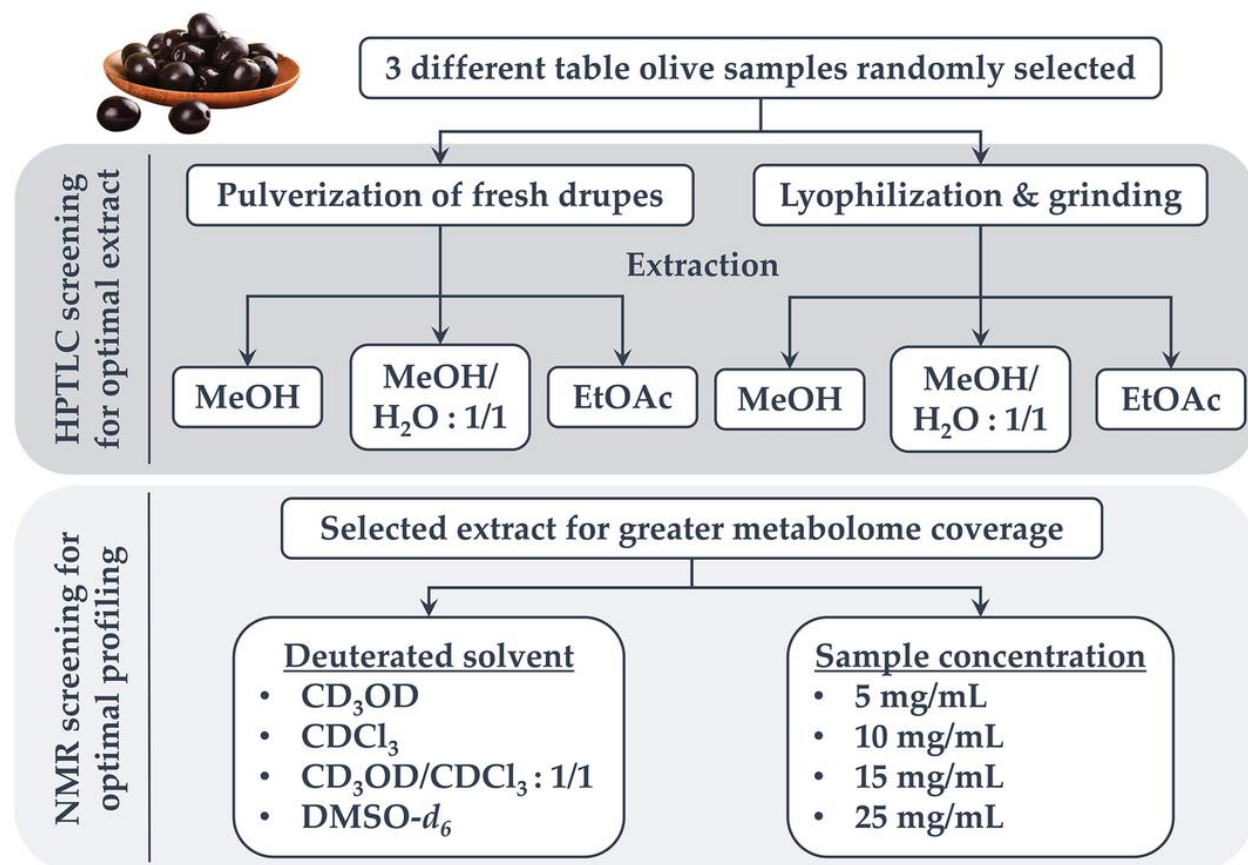 3 different table olive samples randomly selected
HPTLC screening
for optimal extract
Pulverization of fresh drupes
Lyophilization & grinding
Extraction
MeOH
MeOH/
H₂O : 1/1
EtOAc
MeOH
MeOH/
H₂O : 1/1
EtOAc
NMR screening for
optimal profiling
Selected extract for greater metabolome coverage
Deuterated solvent
• CD₃OD
• CDCl₃
• CD₃OD/CDCl₃ : 1/1
• DMSO-d₆
Sample concentration
• 5 mg/mL
• 10 mg/mL
• 15 mg/mL
• 25 mg/mL